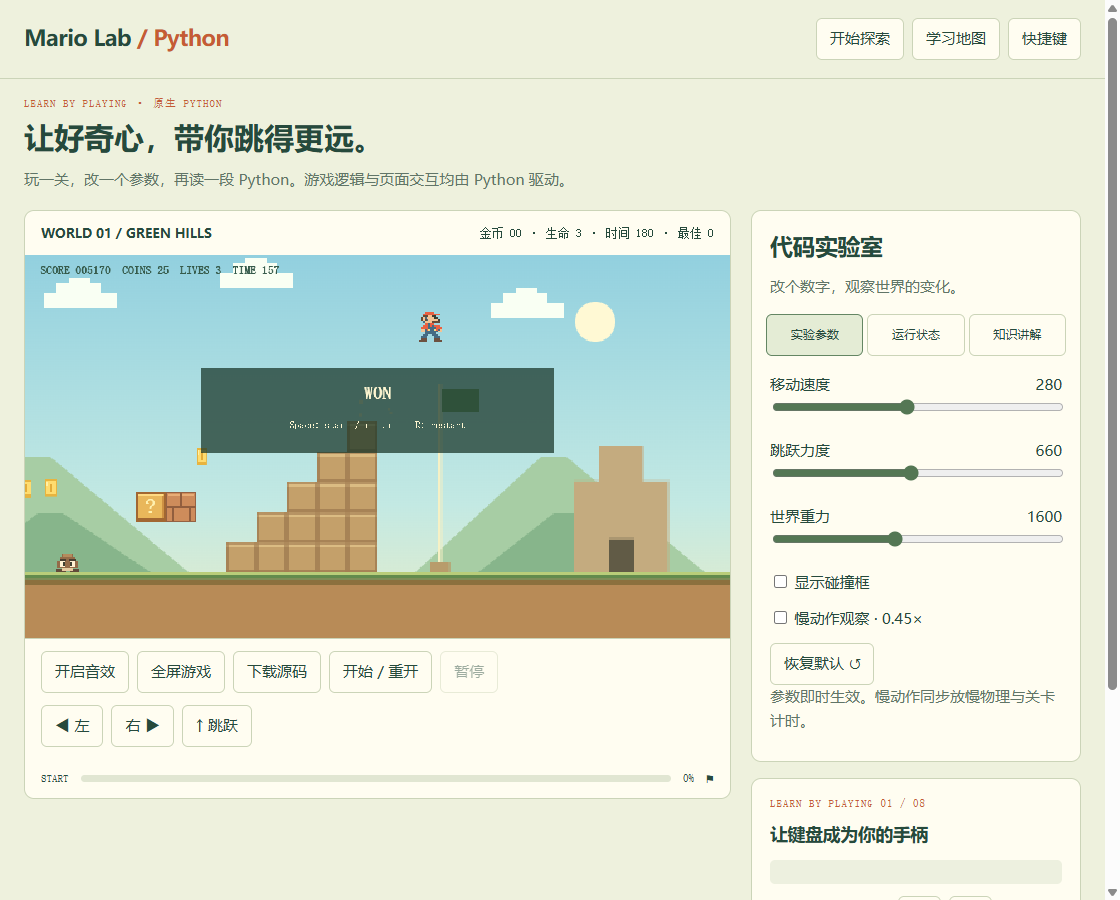 Mario Lab / Python
开始探索 学习地图 快捷键
LEARN BY PLAYING · 原生 PYTHON
让好奇心，带你跳得更远。
玩一关，改一个参数，再读一段 Python。游戏逻辑与页面交互均由 Python 驱动。
WORLD 01 / GREEN HILLS
金币 00 · 生命 3 · 时间 180 · 最佳 0
SCORE 005170 COINS 25 LIVES 3 TIME 157
WON
Space: R: restart
?
开启音效 全屏游戏 下载源码 开始 / 重开 暂停
◀ 左 右 ▶ ↑ 跳跃
START 0% ⚑
代码实验室
改个数字，观察世界的变化。
实验参数 运行状态 知识讲解
移动速度 280
跳跃力度 660
世界重力 1600
显示碰撞框
慢动作观察 · 0.45×
恢复默认 ↺
参数即时生效。慢动作同步放慢物理与关卡
计时。
LEARN BY PLAYING 01 / 08
让键盘成为你的手柄